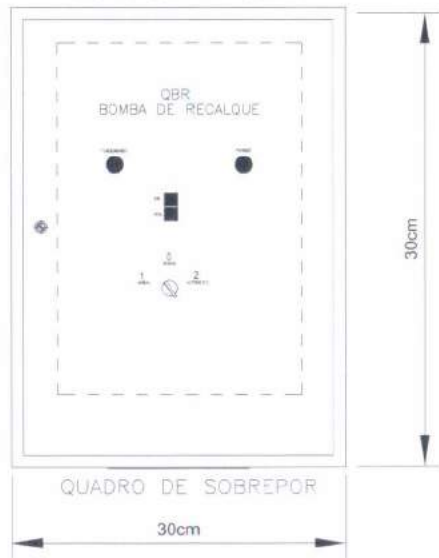 QBR
BOMBA DE RECALQUE
0
1
2
QUADRO DE SOBREPOR
30cm
30cm